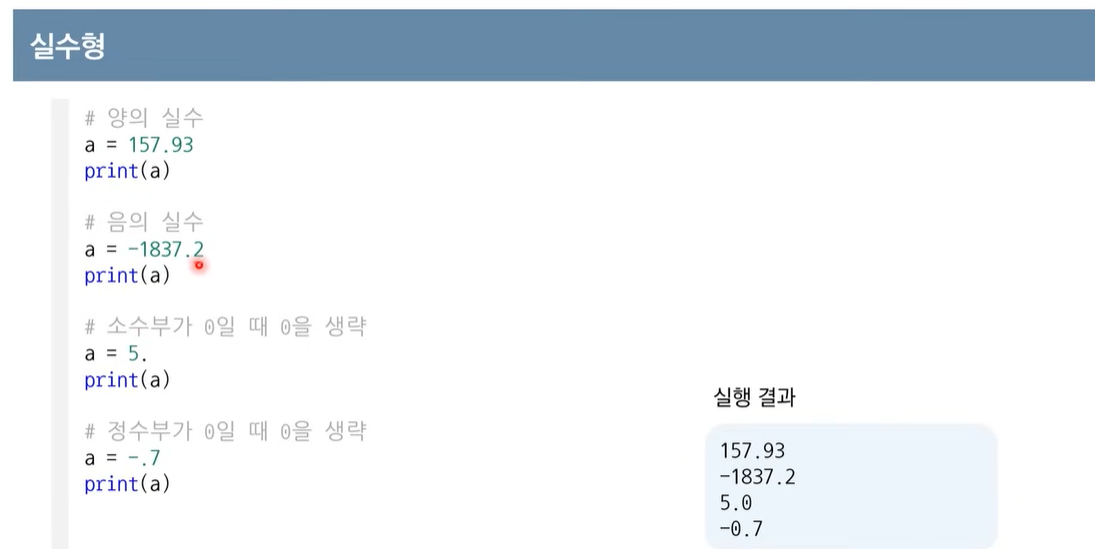 실수형
# 양의 실수
a = 157.93
print(a)
# 음의 실수
a = -1837.2
print(a)
# 소수부가 0일 때 0을 생략
a = 5.
print(a)
# 정수부가 0일 때 0을 생략
a = -.7
print(a)
실행 결과
157.93
-1837.2
5.0
-0.7